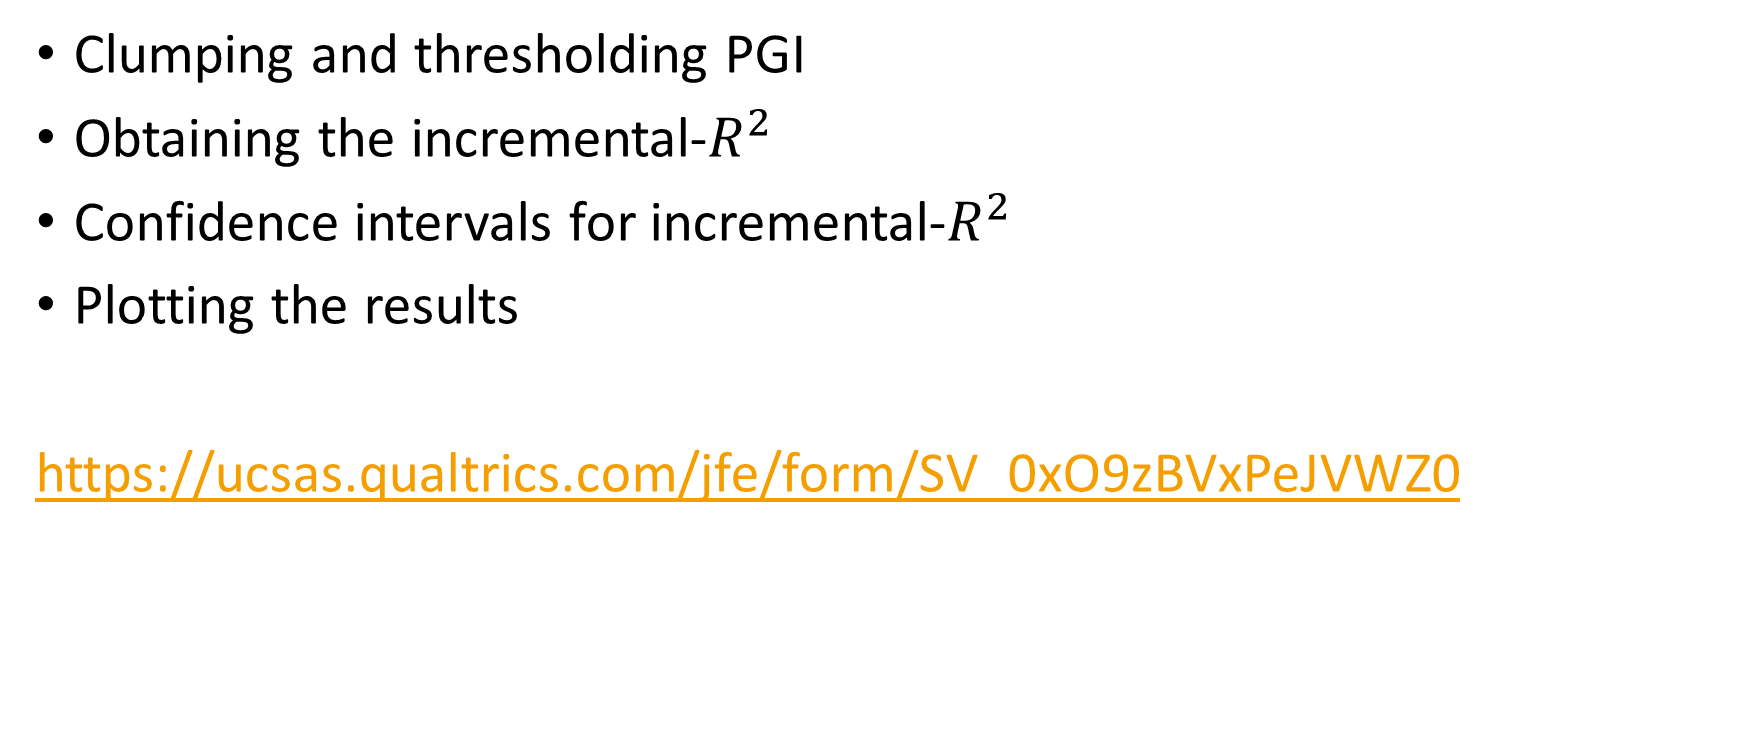 • Clumping and thresholding PGI
• Obtaining the incremental-R²
• Confidence intervals for incremental-R²
• Plotting the results
https://ucsas.qualtrics.com/jfe/form/SV_0xO9zBVxPeJVWZ0